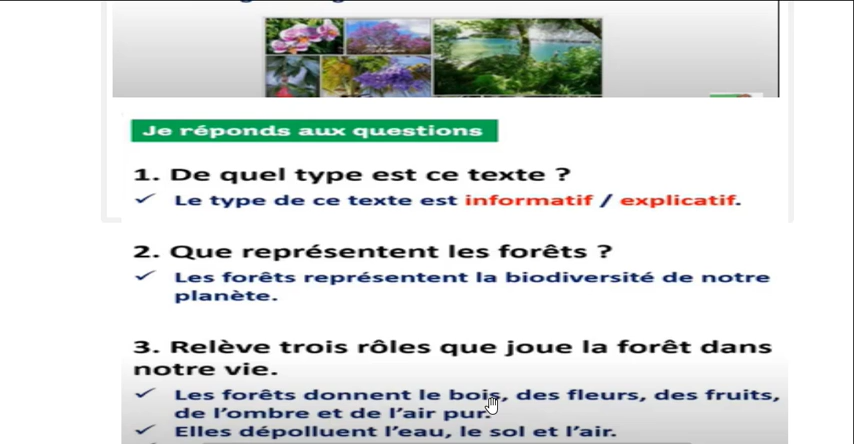 Je réponds aux questions
1. De quel type est ce texte ?
✓ Le type de ce texte est informatif / explicatif.
2. Que représentent les forêts ?
✓ Les forêts représentent la biodiversité de notre
planète.
3. Relève trois rôles que joue la forêt dans
notre vie.
✓ Les forêts donnent le bois, des fleurs, des fruits,
de l'ombre et de l'air pur.
✓ Elles dépolluent l'eau, le sol et l'air.